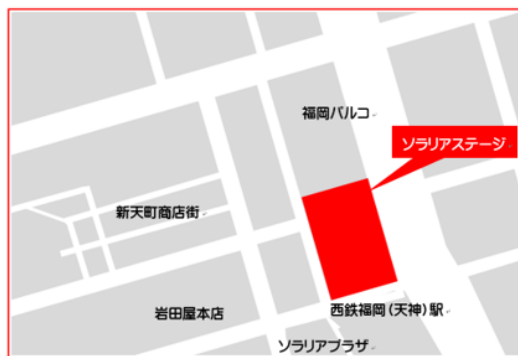 福岡パルコ
ソラリアステージ
新天町商店街
岩田屋本店
西鉄福岡(天神)駅
ソラリアプラザ